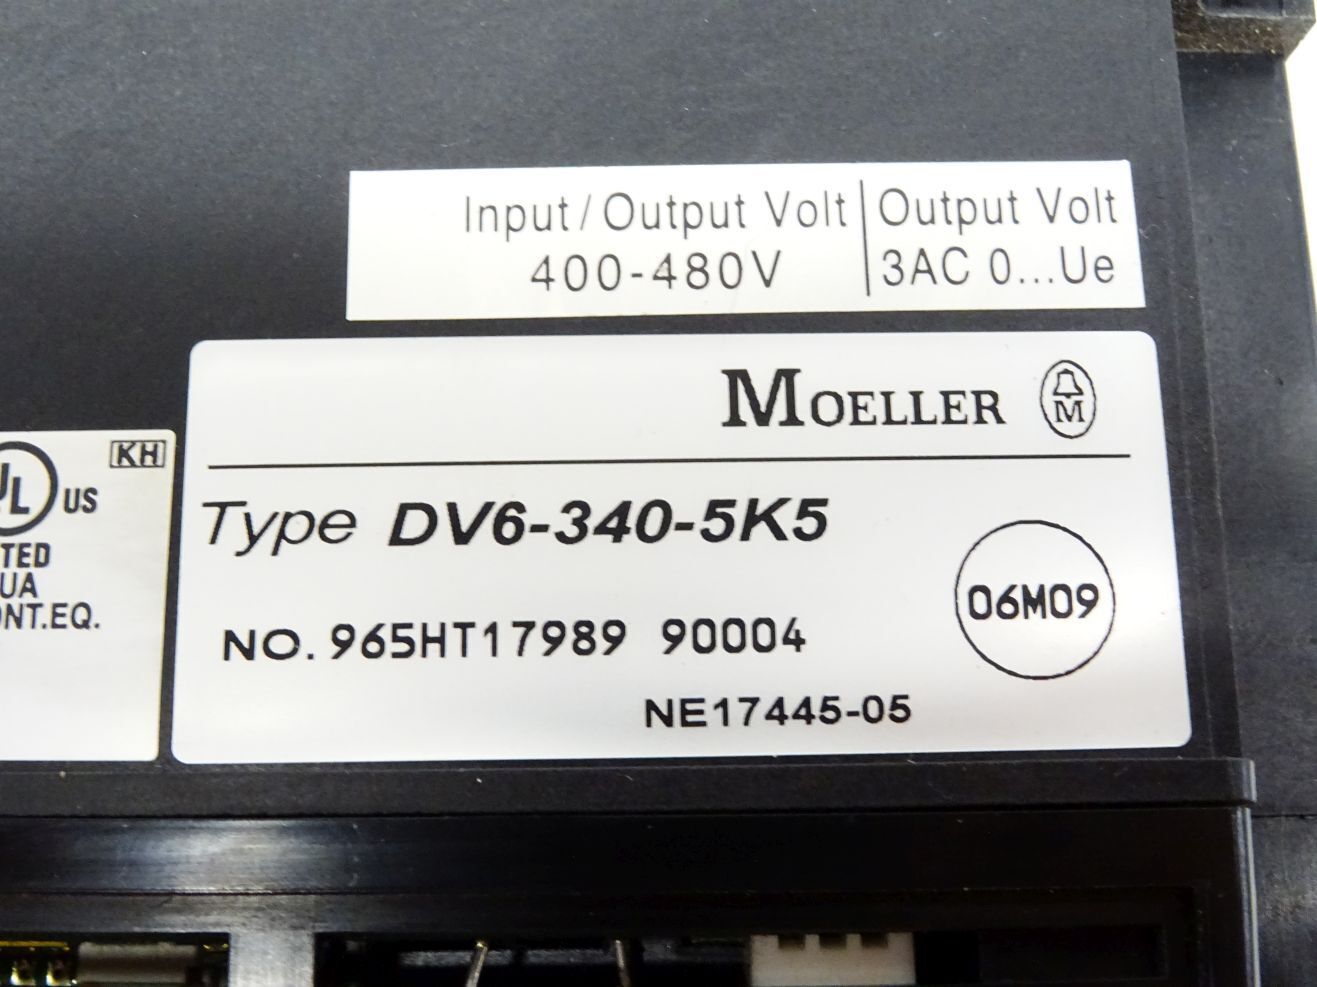 Input / Output Volt
400-480V
Output Volt
3AC 0...Ue
MOELLER
M
Type DV6-340-5K5
06M09
NO. 965HT17989 90004
NE17445-05
KH
UL US
TED
UA
ONT.EQ.